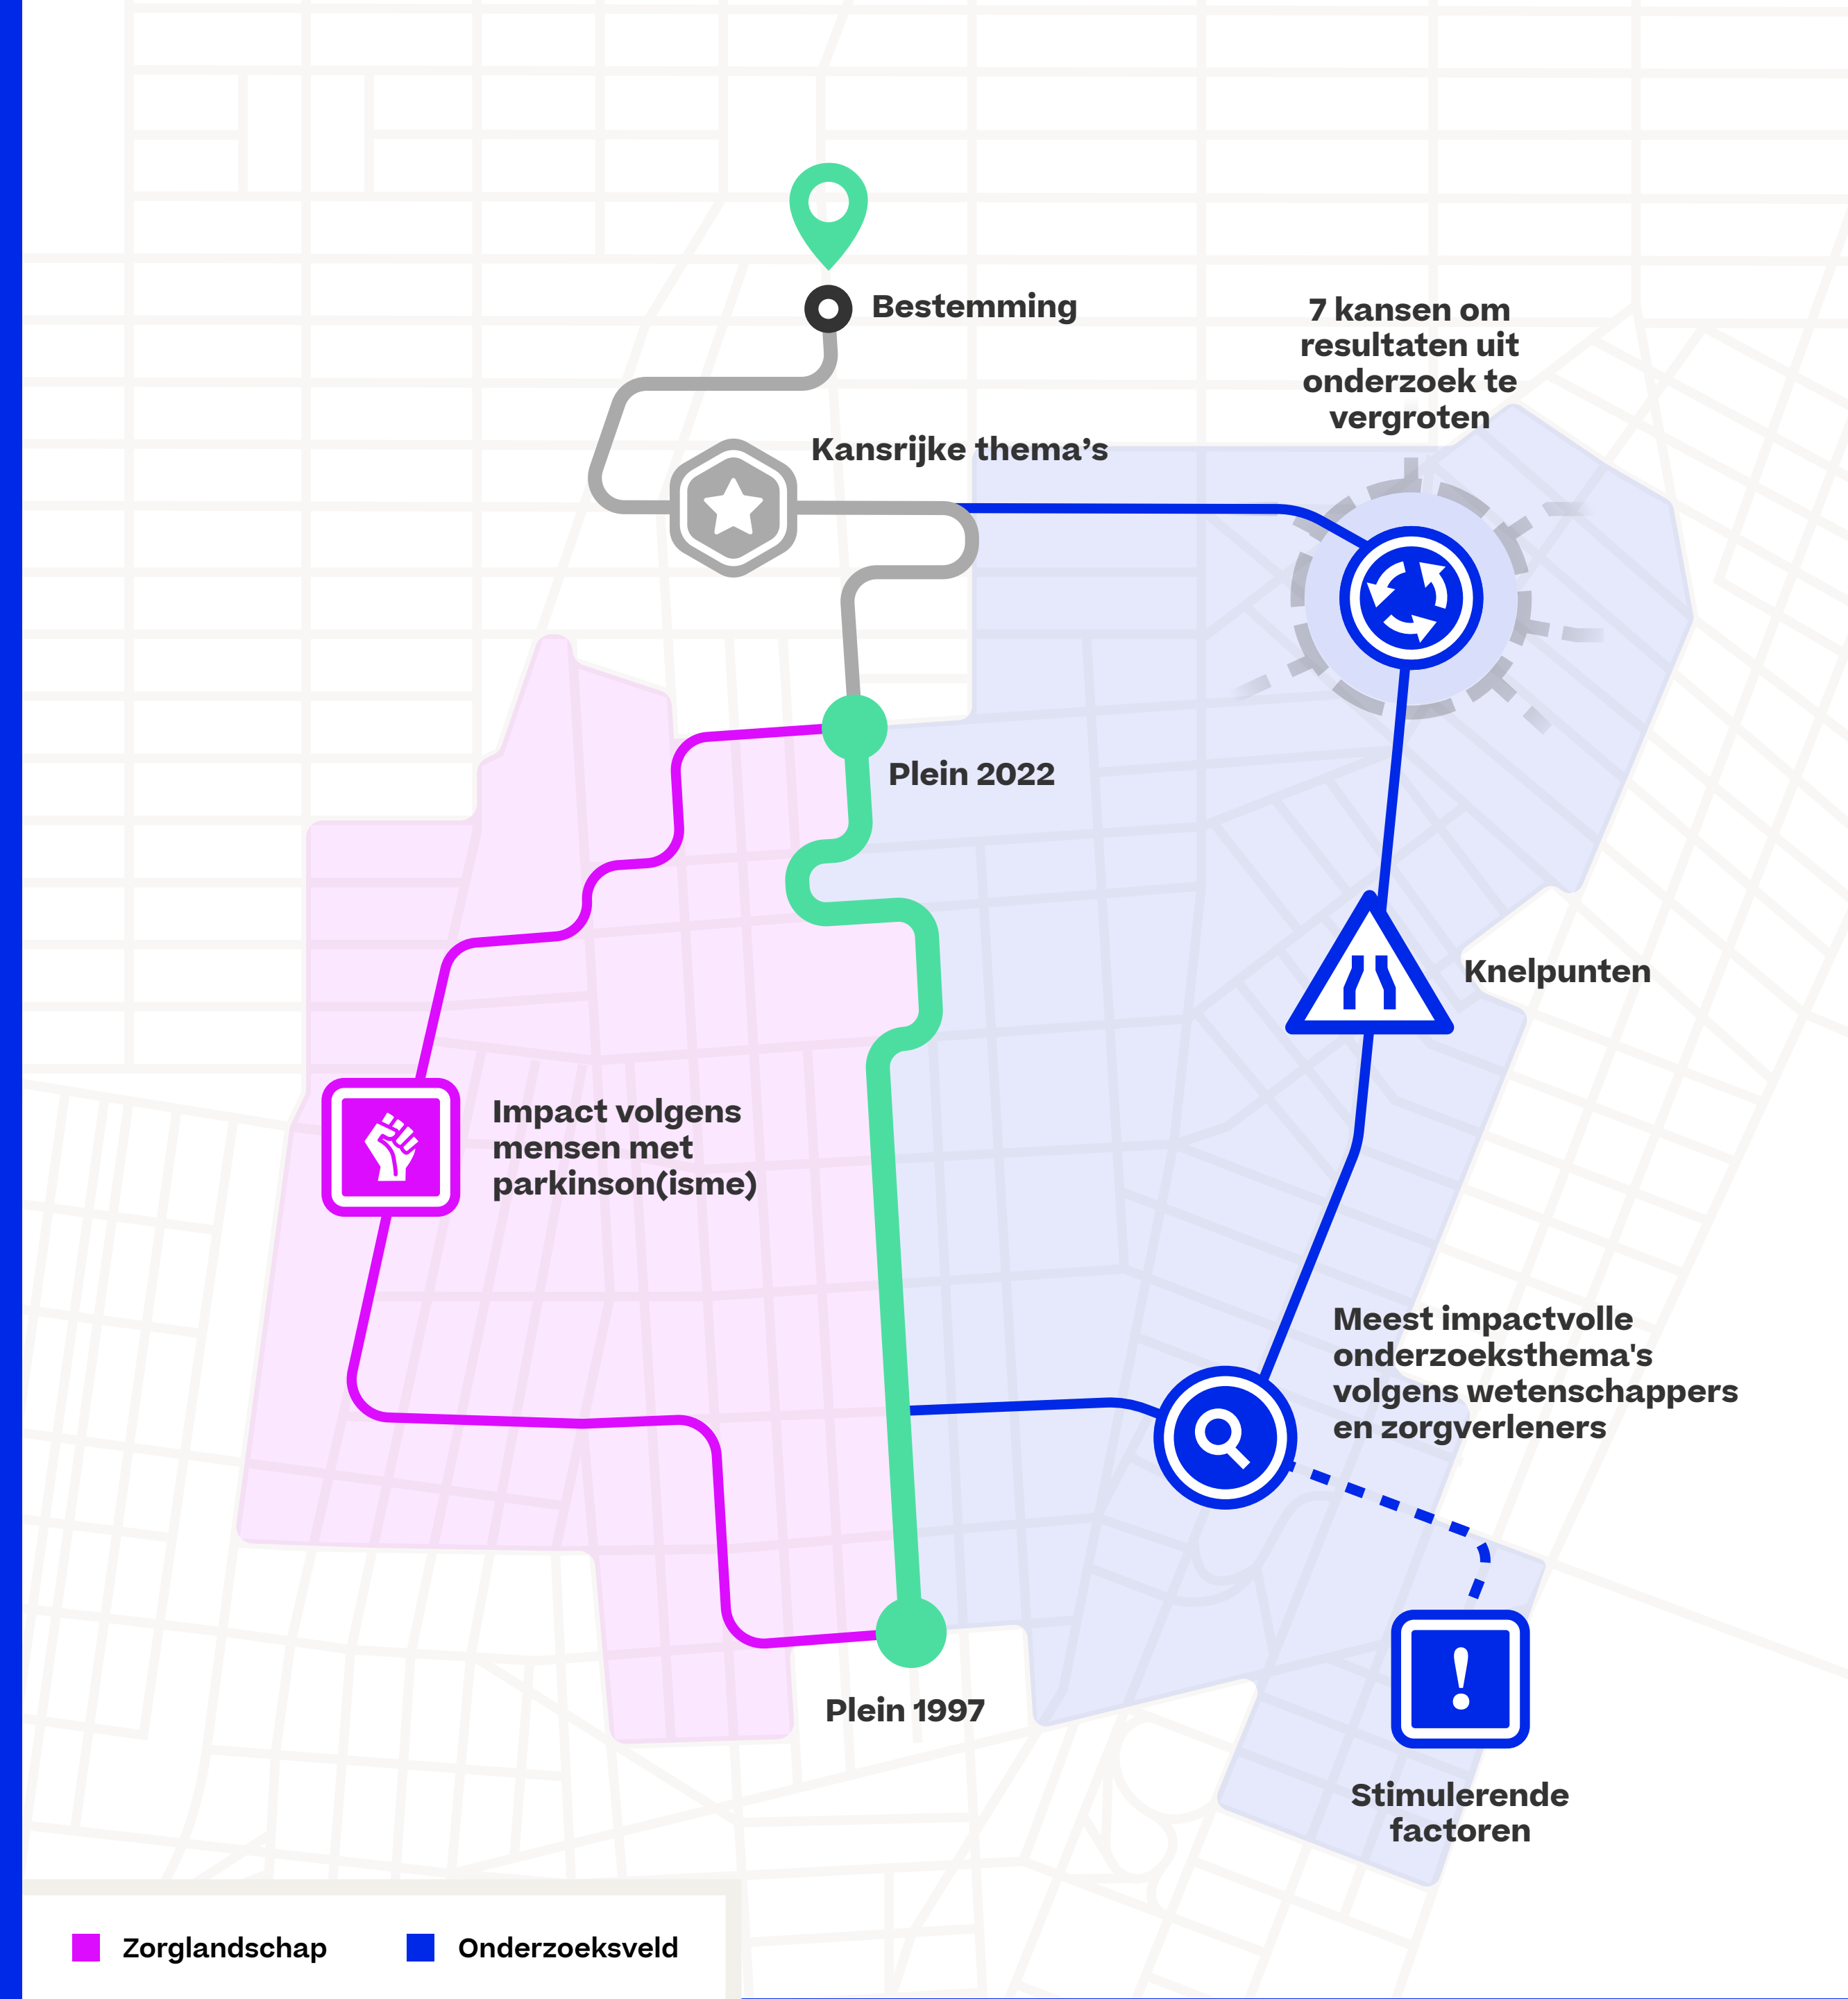 Bestemming
7 kansen om
resultaten uit
onderzoek te
vergroten
Kansrijke thema’s
Plein 2022
Knelpunten
Impact volgens
mensen met
parkinson(isme)
Meest impactvolle
onderzoeksthema's
volgens wetenschappers
en zorgverleners
!
Plein 1997
Stimulerende
factoren
Zorglandschap
Onderzoeksveld